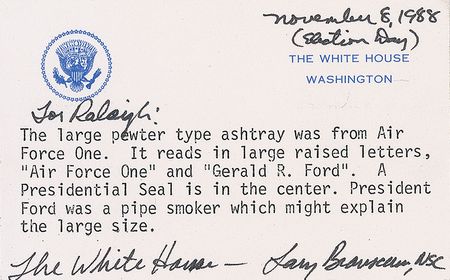 November 8, 1988
(Election Day)
THE WHITE HOUSE
WASHINGTON
For Raleigh:
The large pewter type ashtray was from Air
Force One. It reads in large raised letters,
"Air Force One" and "Gerald R. Ford". A
Presidential Seal is in the center. President
Ford was a pipe smoker which might explain
the large size.
The White House — Larry NSC